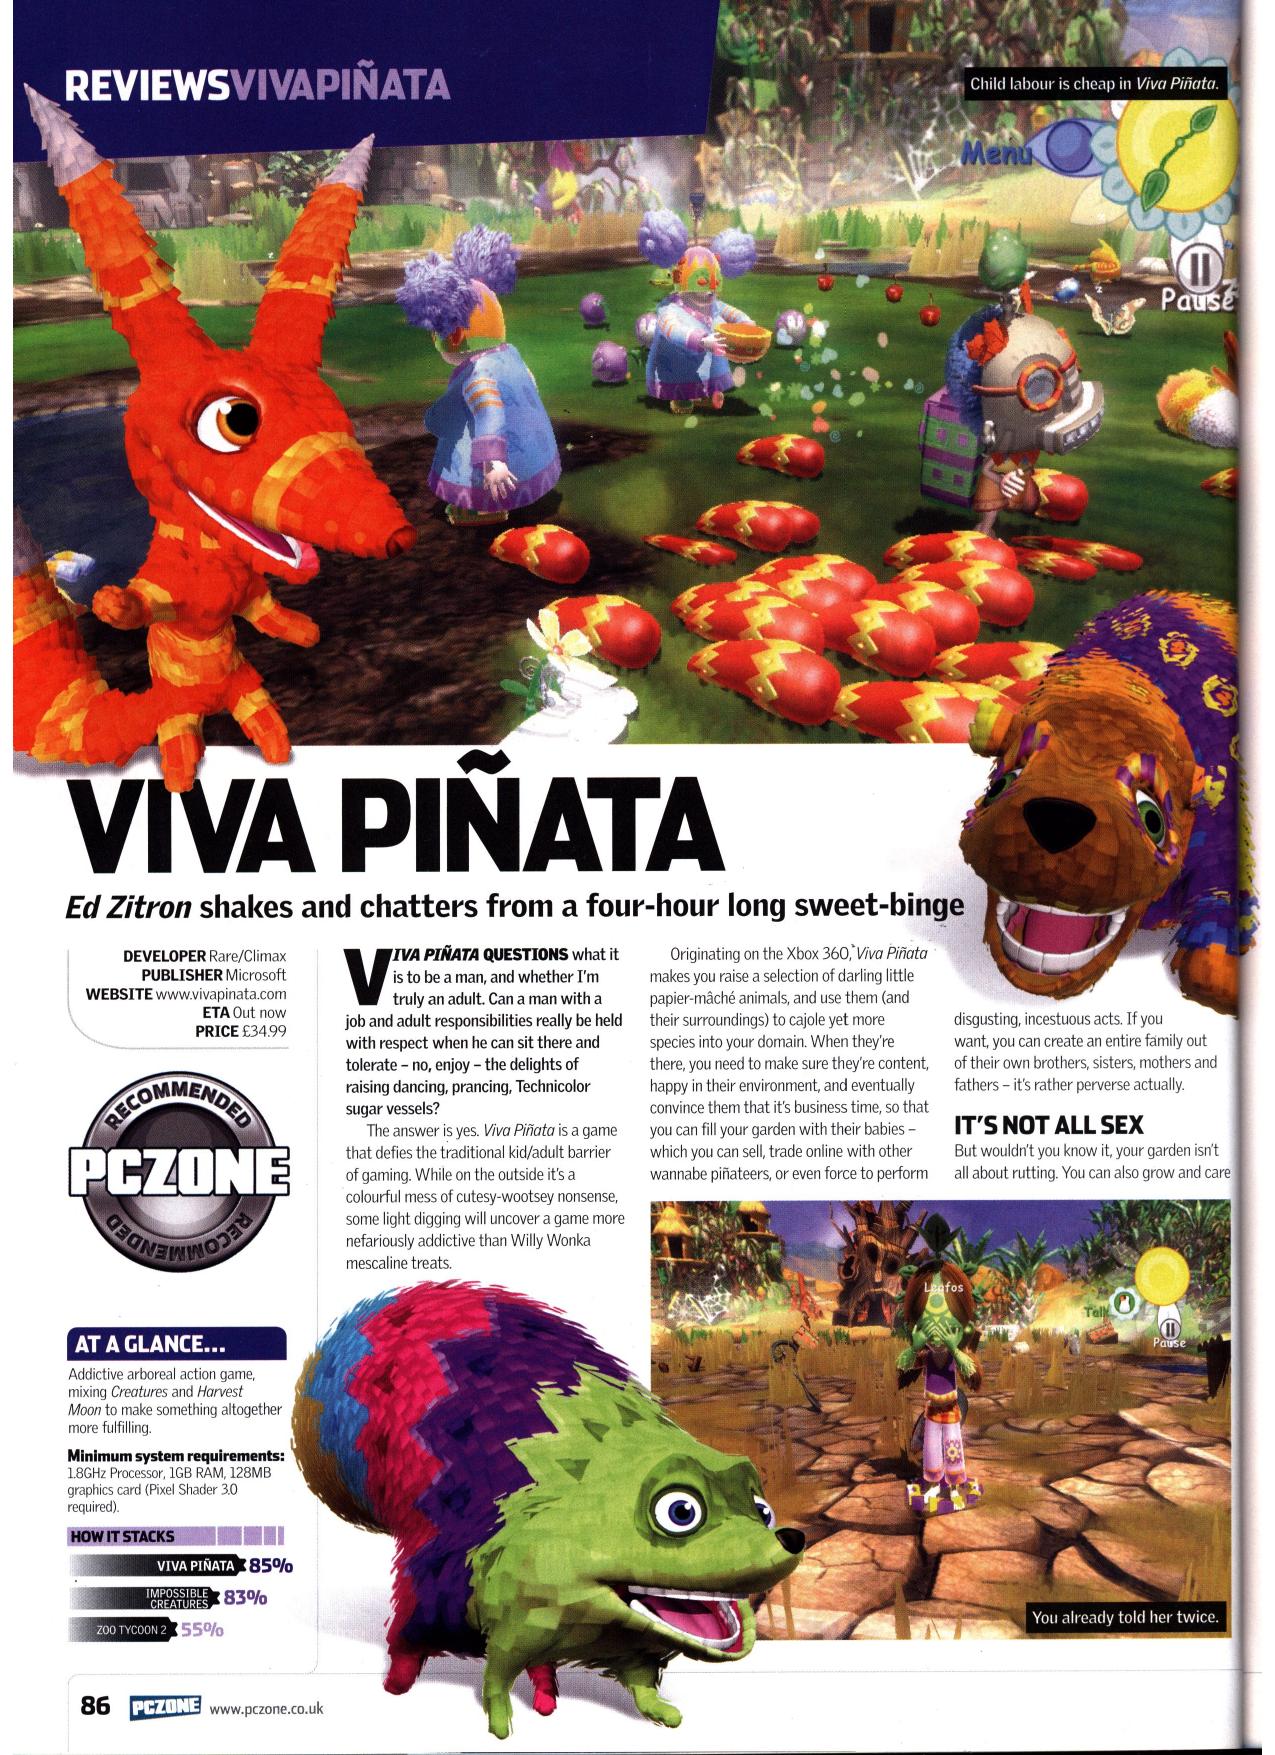 REVIEWSVIVAPIÑATA
Child labour is cheap in Viva Piñata.
Menu
Pause
VIVA PIÑATA
Ed Zitron shakes and chatters from a four-hour long sweet-binge
DEVELOPER Rare/Climax
PUBLISHER Microsoft
WEBSITE www.vivapinata.com
ETA Out now
PRICE £34.99
RECOMMENDED
PCZONE
RECOMMENDED
AT A GLANCE...
Addictive arboreal action game,
mixing Creatures and Harvest
Moon to make something altogether
more fulfilling.
Minimum system requirements:
1.8GHz Processor, 1GB RAM, 128MB
graphics card (Pixel Shader 3.0
required).
HOW IT STACKS
VIVA PIÑATA 85%
IMPOSSIBLE
CREATURES 83%
ZOO TYCOON 2 55%
VIVA PIÑATA QUESTIONS what it
is to be a man, and whether I'm
truly an adult. Can a man with a
job and adult responsibilities really be held
with respect when he can sit there and
tolerate – no, enjoy – the delights of
raising dancing, prancing, Technicolor
sugar vessels?
The answer is yes. Viva Piñata is a game
that defies the traditional kid/adult barrier
of gaming. While on the outside it's a
colourful mess of cutesy-wootsey nonsense,
some light digging will uncover a game more
nefariously addictive than Willy Wonka
mescaline treats.
Originating on the Xbox 360, Viva Piñata
makes you raise a selection of darling little
papier-mâché animals, and use them (and
their surroundings) to cajole yet more
species into your domain. When they're
there, you need to make sure they're content,
happy in their environment, and eventually
convince them that it's business time, so that
you can fill your garden with their babies –
which you can sell, trade online with other
wannabe piñateers, or even force to perform
disgusting, incestuous acts. If you
want, you can create an entire family out
of their own brothers, sisters, mothers and
fathers – it's rather perverse actually.
IT'S NOT ALL SEX
But wouldn't you know it, your garden isn't
all about rutting. You can also grow and care
Leafos
Talk
Pause
You already told her twice.
86 PCZONE www.pczone.co.uk